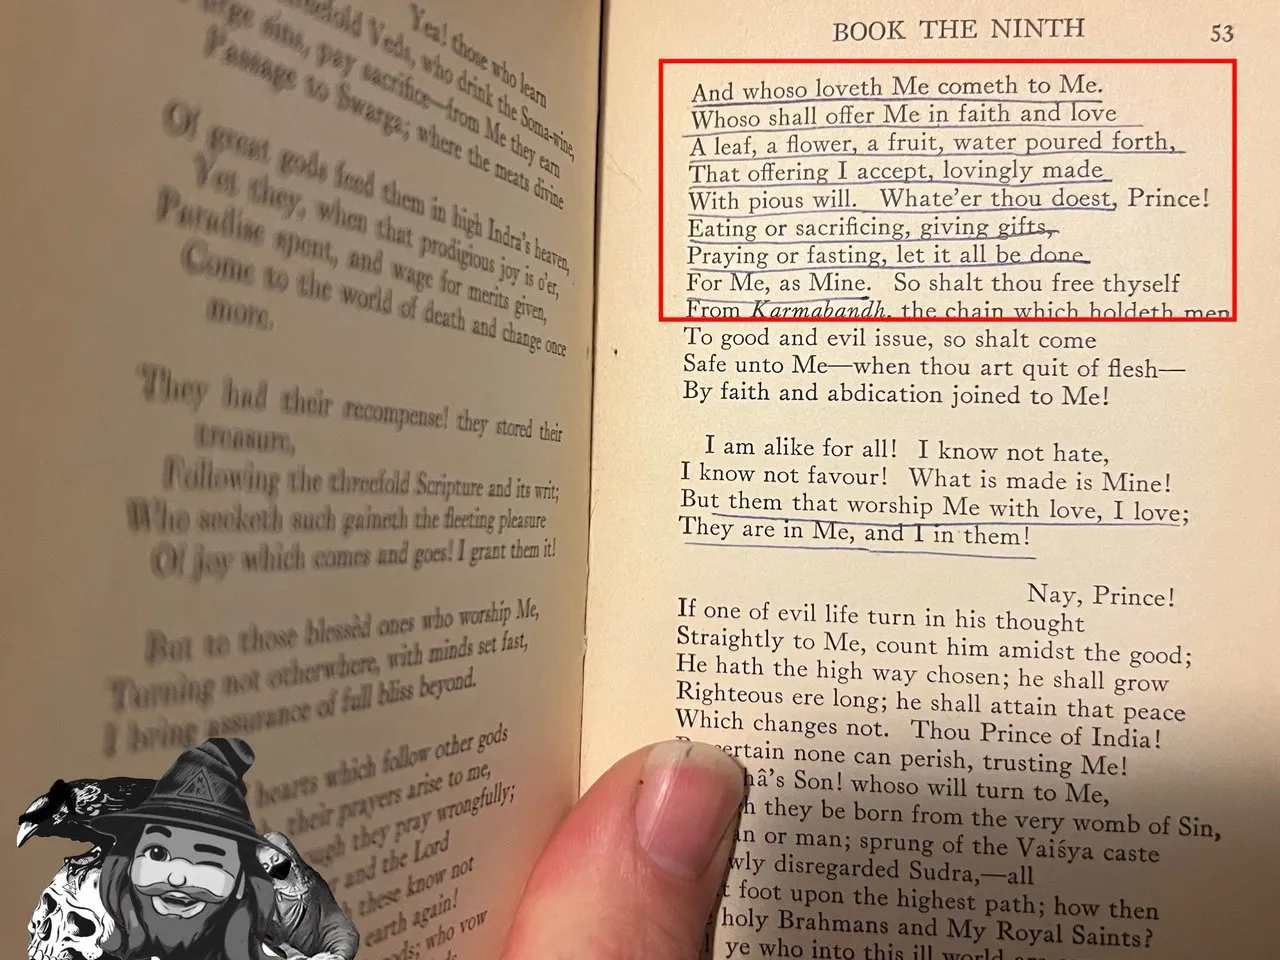 Yea! those who learn
Veds, who drink the Soma-wine,
sins, pay sacrifice—from Me they earn
Passage to Swarga; where the meats divine
Of great gods feed them in high Indra's heaven,
Yet they, when that prodigious joy is o'er,
Paradise spent, and wage for merits given,
Come to the world of death and change once
more.
They had their recompense! they stored their
treasure,
Following the threefold Scripture and its writ;
Who seeketh such gaineth the fleeting pleasure
Of joy which comes and goes! I grant them it!
But to those blessèd ones who worship Me,
Turning not otherwhere, with minds set fast,
I bring assurance of full bliss beyond.
hearts which follow other gods
their prayers arise to me,
they pray wrongfully;
and the Lord
these know not
earth again!
who vow
BOOK THE NINTH 53
And whoso loveth Me cometh to Me.
Whoso shall offer Me in faith and love
A leaf, a flower, a fruit, water poured forth,
That offering I accept, lovingly made
With pious will. Whate'er thou doest, Prince!
Eating or sacrificing, giving gifts,
Praying or fasting, let it all be done
For Me, as Mine. So shalt thou free thyself
From Karmabandh, the chain which holdeth men
To good and evil issue, so shalt come
Safe unto Me—when thou art quit of flesh—
By faith and abdication joined to Me!
I am alike for all! I know not hate,
I know not favour! What is made is Mine!
But them that worship Me with love, I love;
They are in Me, and I in them!
Nay, Prince!
If one of evil life turn in his thought
Straightly to Me, count him amidst the good;
He hath the high way chosen; he shall grow
Righteous ere long; he shall attain that peace
Which changes not. Thou Prince of India!
certain none can perish, trusting Me!
Son! whoso will turn to Me,
they be born from the very womb of Sin,
or man; sprung of the Vaiśya caste
disregarded Sudra,—all
foot upon the highest path; how then
holy Brahmans and My Royal Saints?
ye who into this ill world